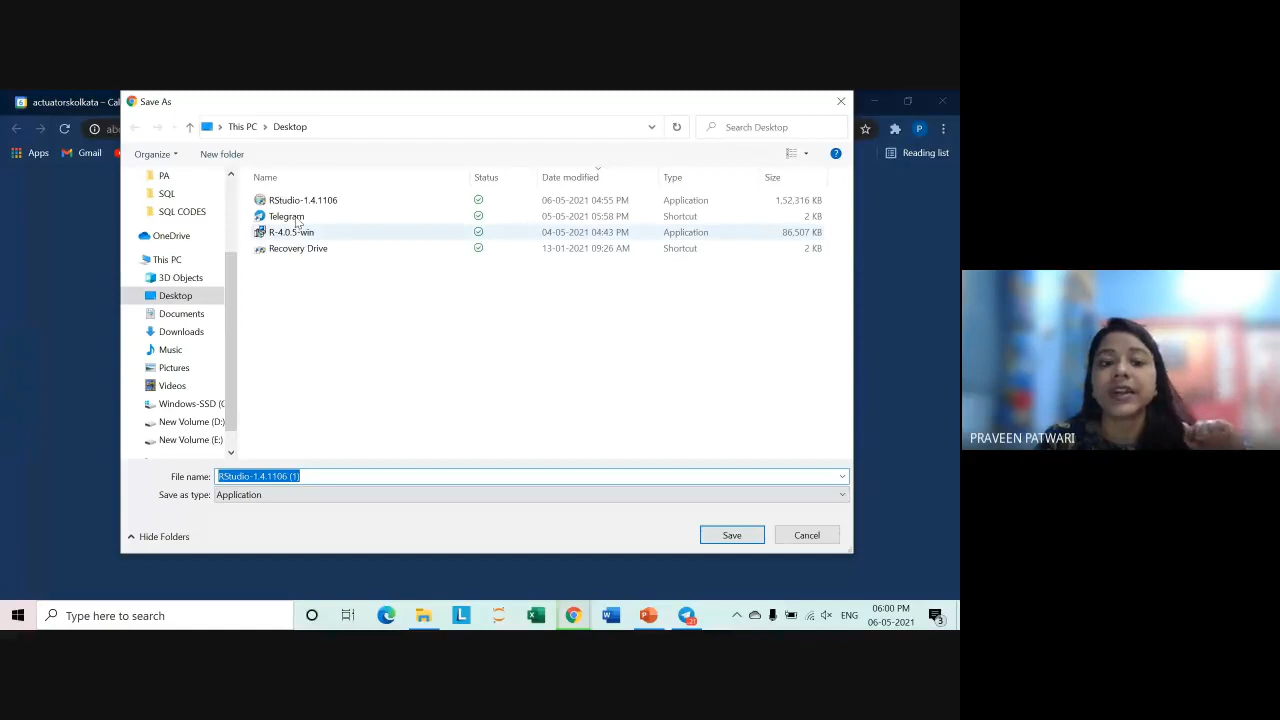 actuatorskolkata – Cal
Save As
This PC
Desktop
Search Desktop
Apps
Gmail
P
Reading list
Organize
New folder
Name
Status
Date modified
Type
Size
PA
SQL
SQL CODES
OneDrive
This PC
3D Objects
Desktop
Documents
Downloads
Music
Pictures
Videos
Windows-SSD (C
New Volume (D:)
New Volume (E:)
RStudio-1.4.1106
06-05-2021 04:55 PM
Application
1,52,316 KB
Telegram
05-05-2021 05:58 PM
Shortcut
2 KB
R-4.0.5-win
04-05-2021 04:43 PM
Application
86,507 KB
Recovery Drive
13-01-2021 09:26 AM
Shortcut
2 KB
File name:
RStudio-1.4.1106 (1)
Save as type:
Application
Hide Folders
Save
Cancel
PRAVEEN PATWARI
Type here to search
ENG
06:00 PM
06-05-2021
3